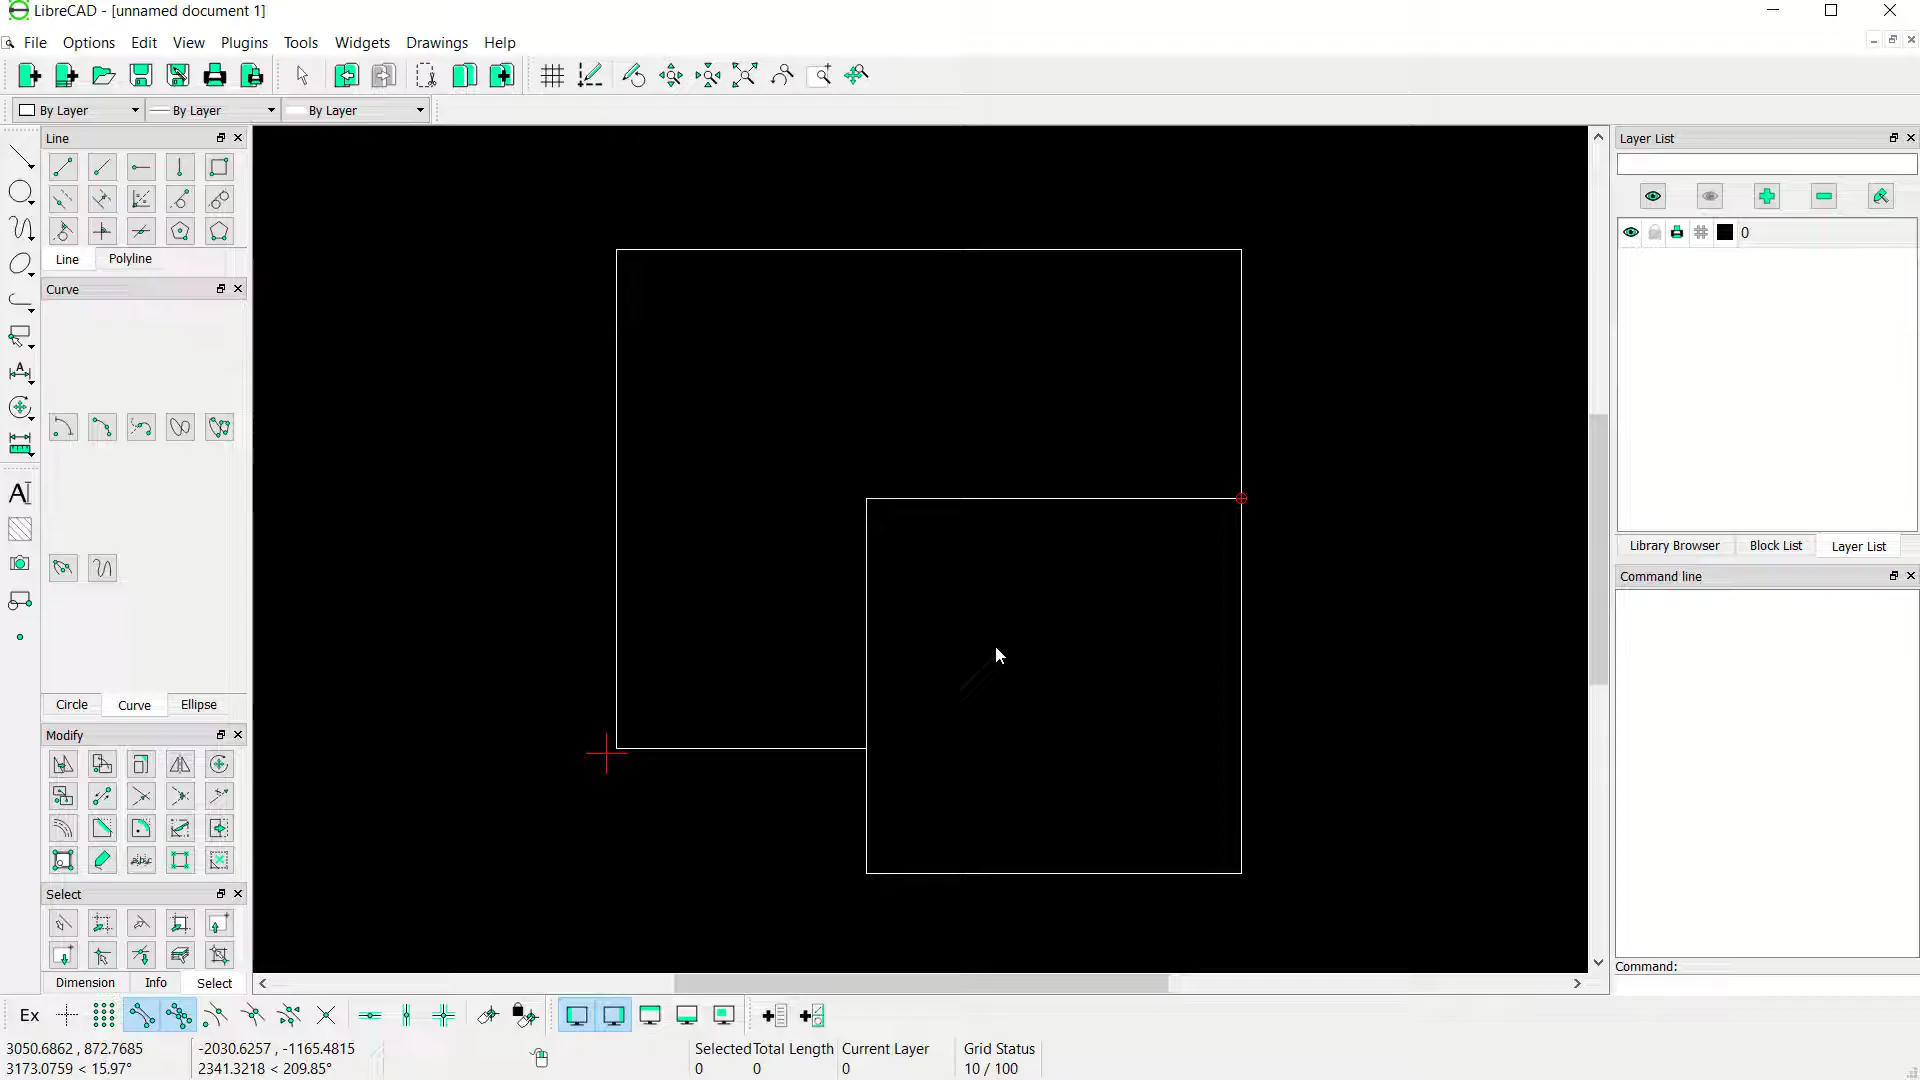 LibreCAD - [unnamed document 1]
File Options Edit View Plugins Tools Widgets Drawings Help
By Layer By Layer By Layer
Line
Line Polyline
Curve
Circle Curve Ellipse
Modify
Select
Dimension Info Select
Layer List
0
Library Browser Block List Layer List
Command line
Command:
Ex
3050.6862 , 872.7685
3173.0759 < 15.97°
-2030.6257 , -1165.4815
2341.3218 < 209.85°
Selected Total Length
0 0
Current Layer
0
Grid Status
10 / 100
A
abc